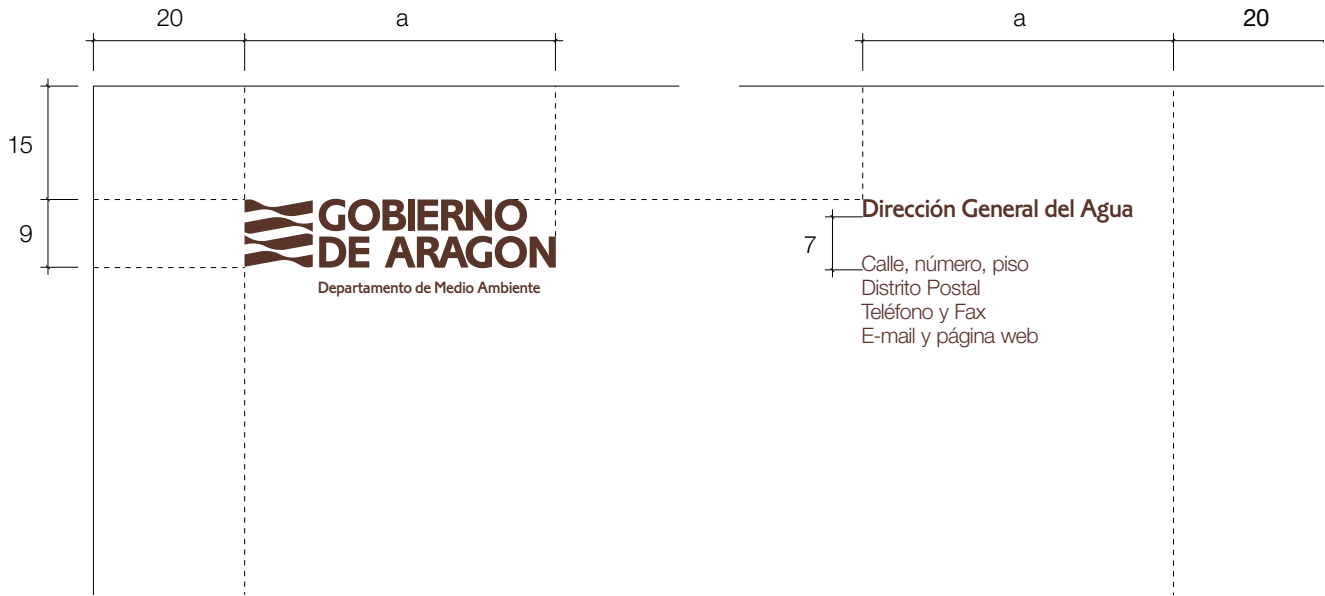 20
a
a
20
15
9
GOBIERNO
DE ARAGON
Departamento de Medio Ambiente
Dirección General del Agua
7
Calle, número, piso
Distrito Postal
Teléfono y Fax
E-mail y página web